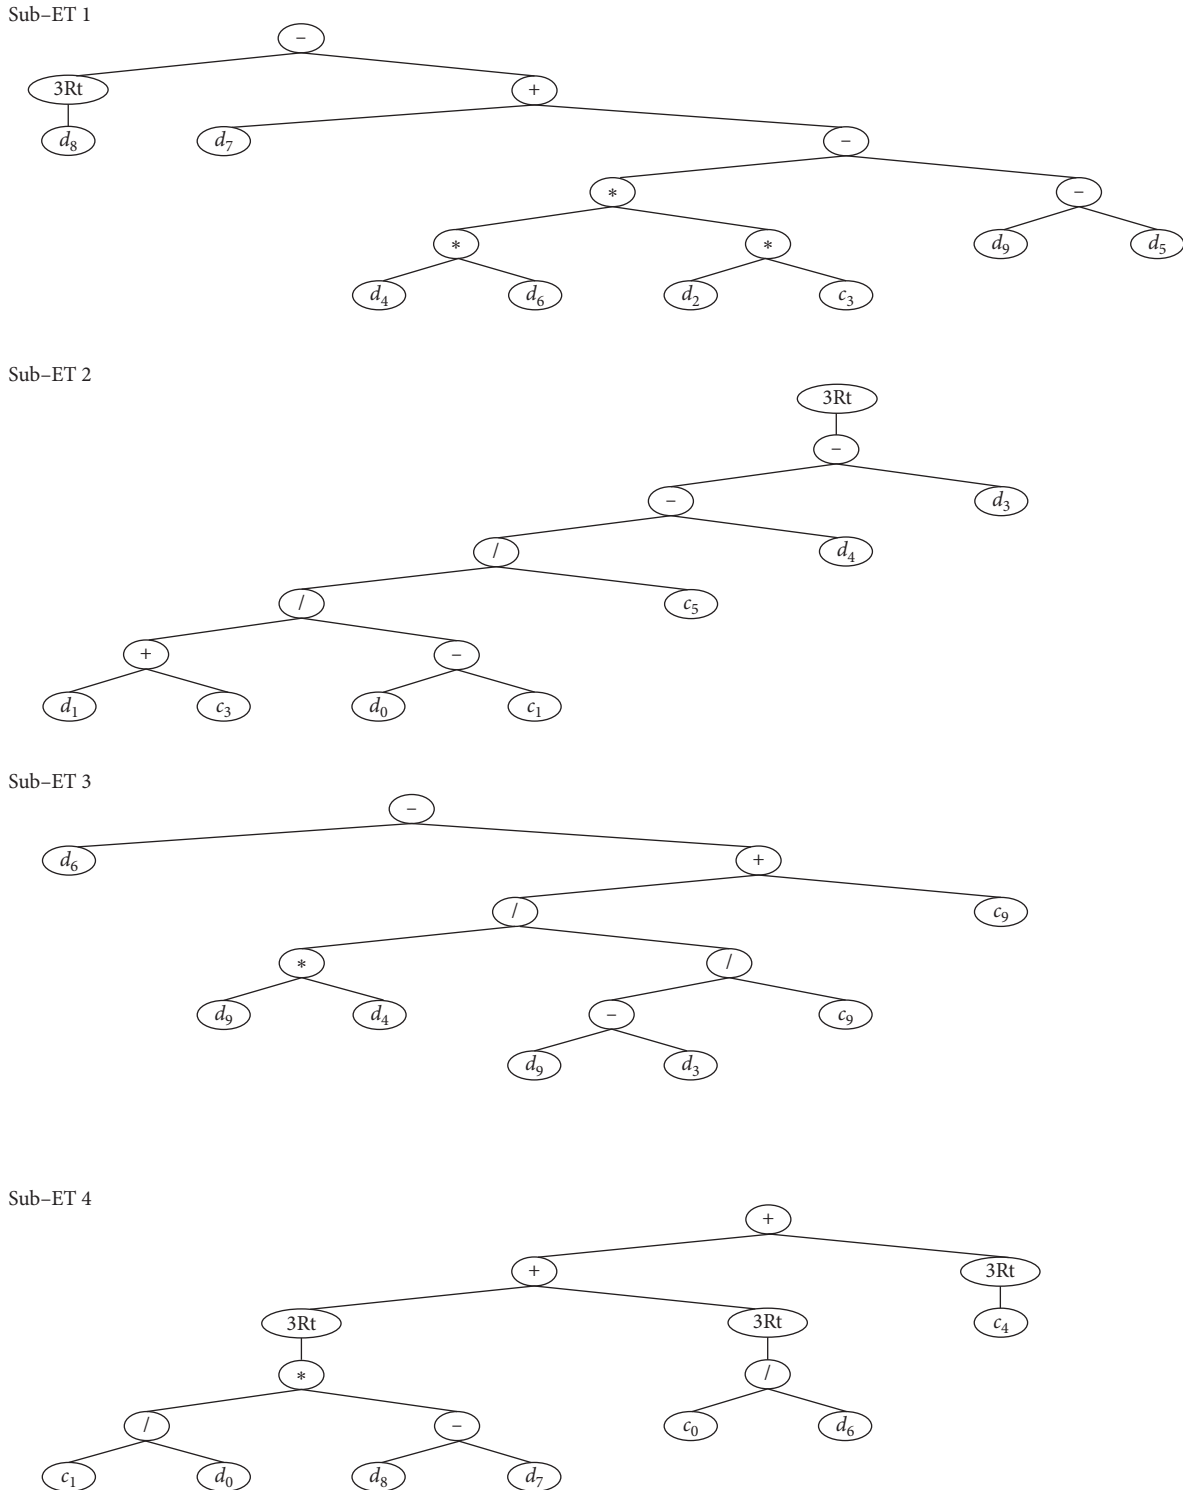 Sub–ET 1
–
3Rt +
d8 d7 –
* –
* * d9 d5
d4 d6 d2 c3
Sub–ET 2
3Rt
–
– d3
/ d4
/ c5
+ –
d1 c3 d0 c1
Sub–ET 3
–
d6 +
/ c9
* /
d9 d4 – c9
d9 d3
Sub–ET 4
+
+ 3Rt
3Rt 3Rt c4
* /
/ – c0 d6
c1 d0 d8 d7